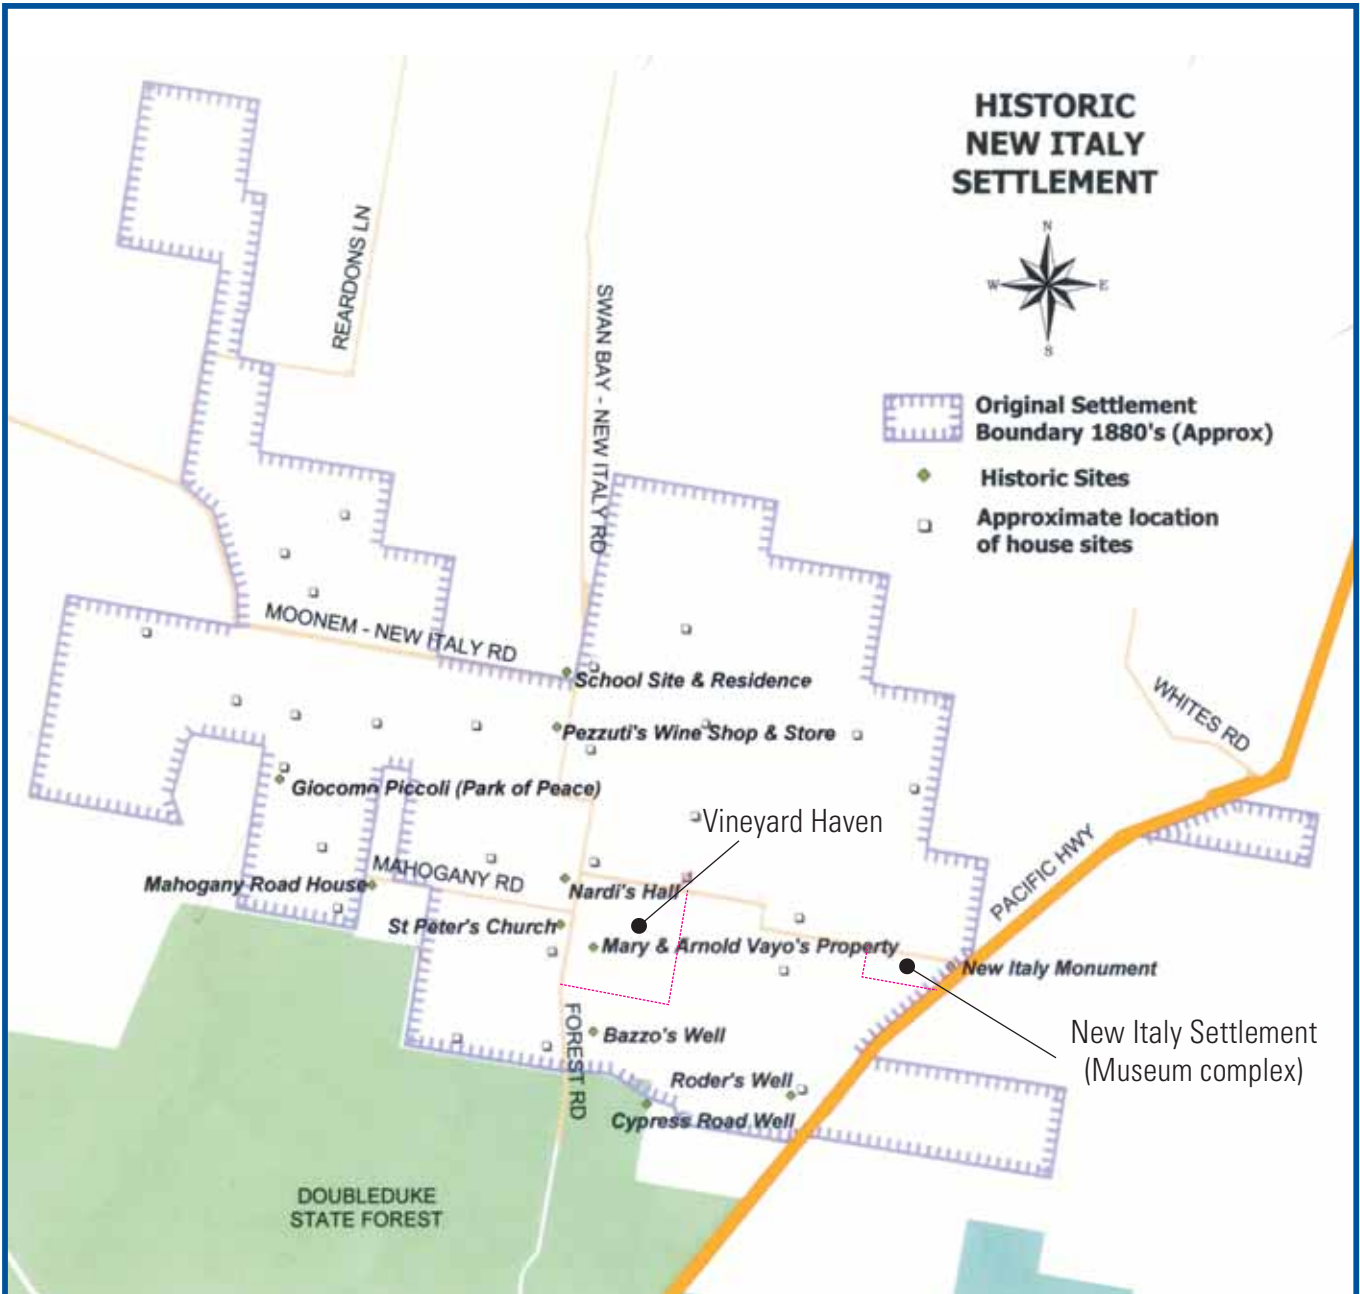 HISTORIC
NEW ITALY
SETTLEMENT
N
W
E
S
REARDONS LN
SWAN BAY - NEW ITALY RD
Original Settlement
Boundary 1880's (Approx)
Historic Sites
Approximate location
of house sites
MOONEM - NEW ITALY RD
School Site & Residence
WHITES RD
Pezzuti's Wine Shop & Store
Giocomo Piccoli (Park of Peace)
Vineyard Haven
PACIFIC HWY
MAHOGANY RD
Mahogany Road House
Nardi's Hall
St Peter's Church
Mary & Arnold Vayo's Property
New Italy Monument
FOREST RD
Bazzo's Well
New Italy Settlement
(Museum complex)
Roder's Well
Cypress Road Well
DOUBLEDUKE
STATE FOREST